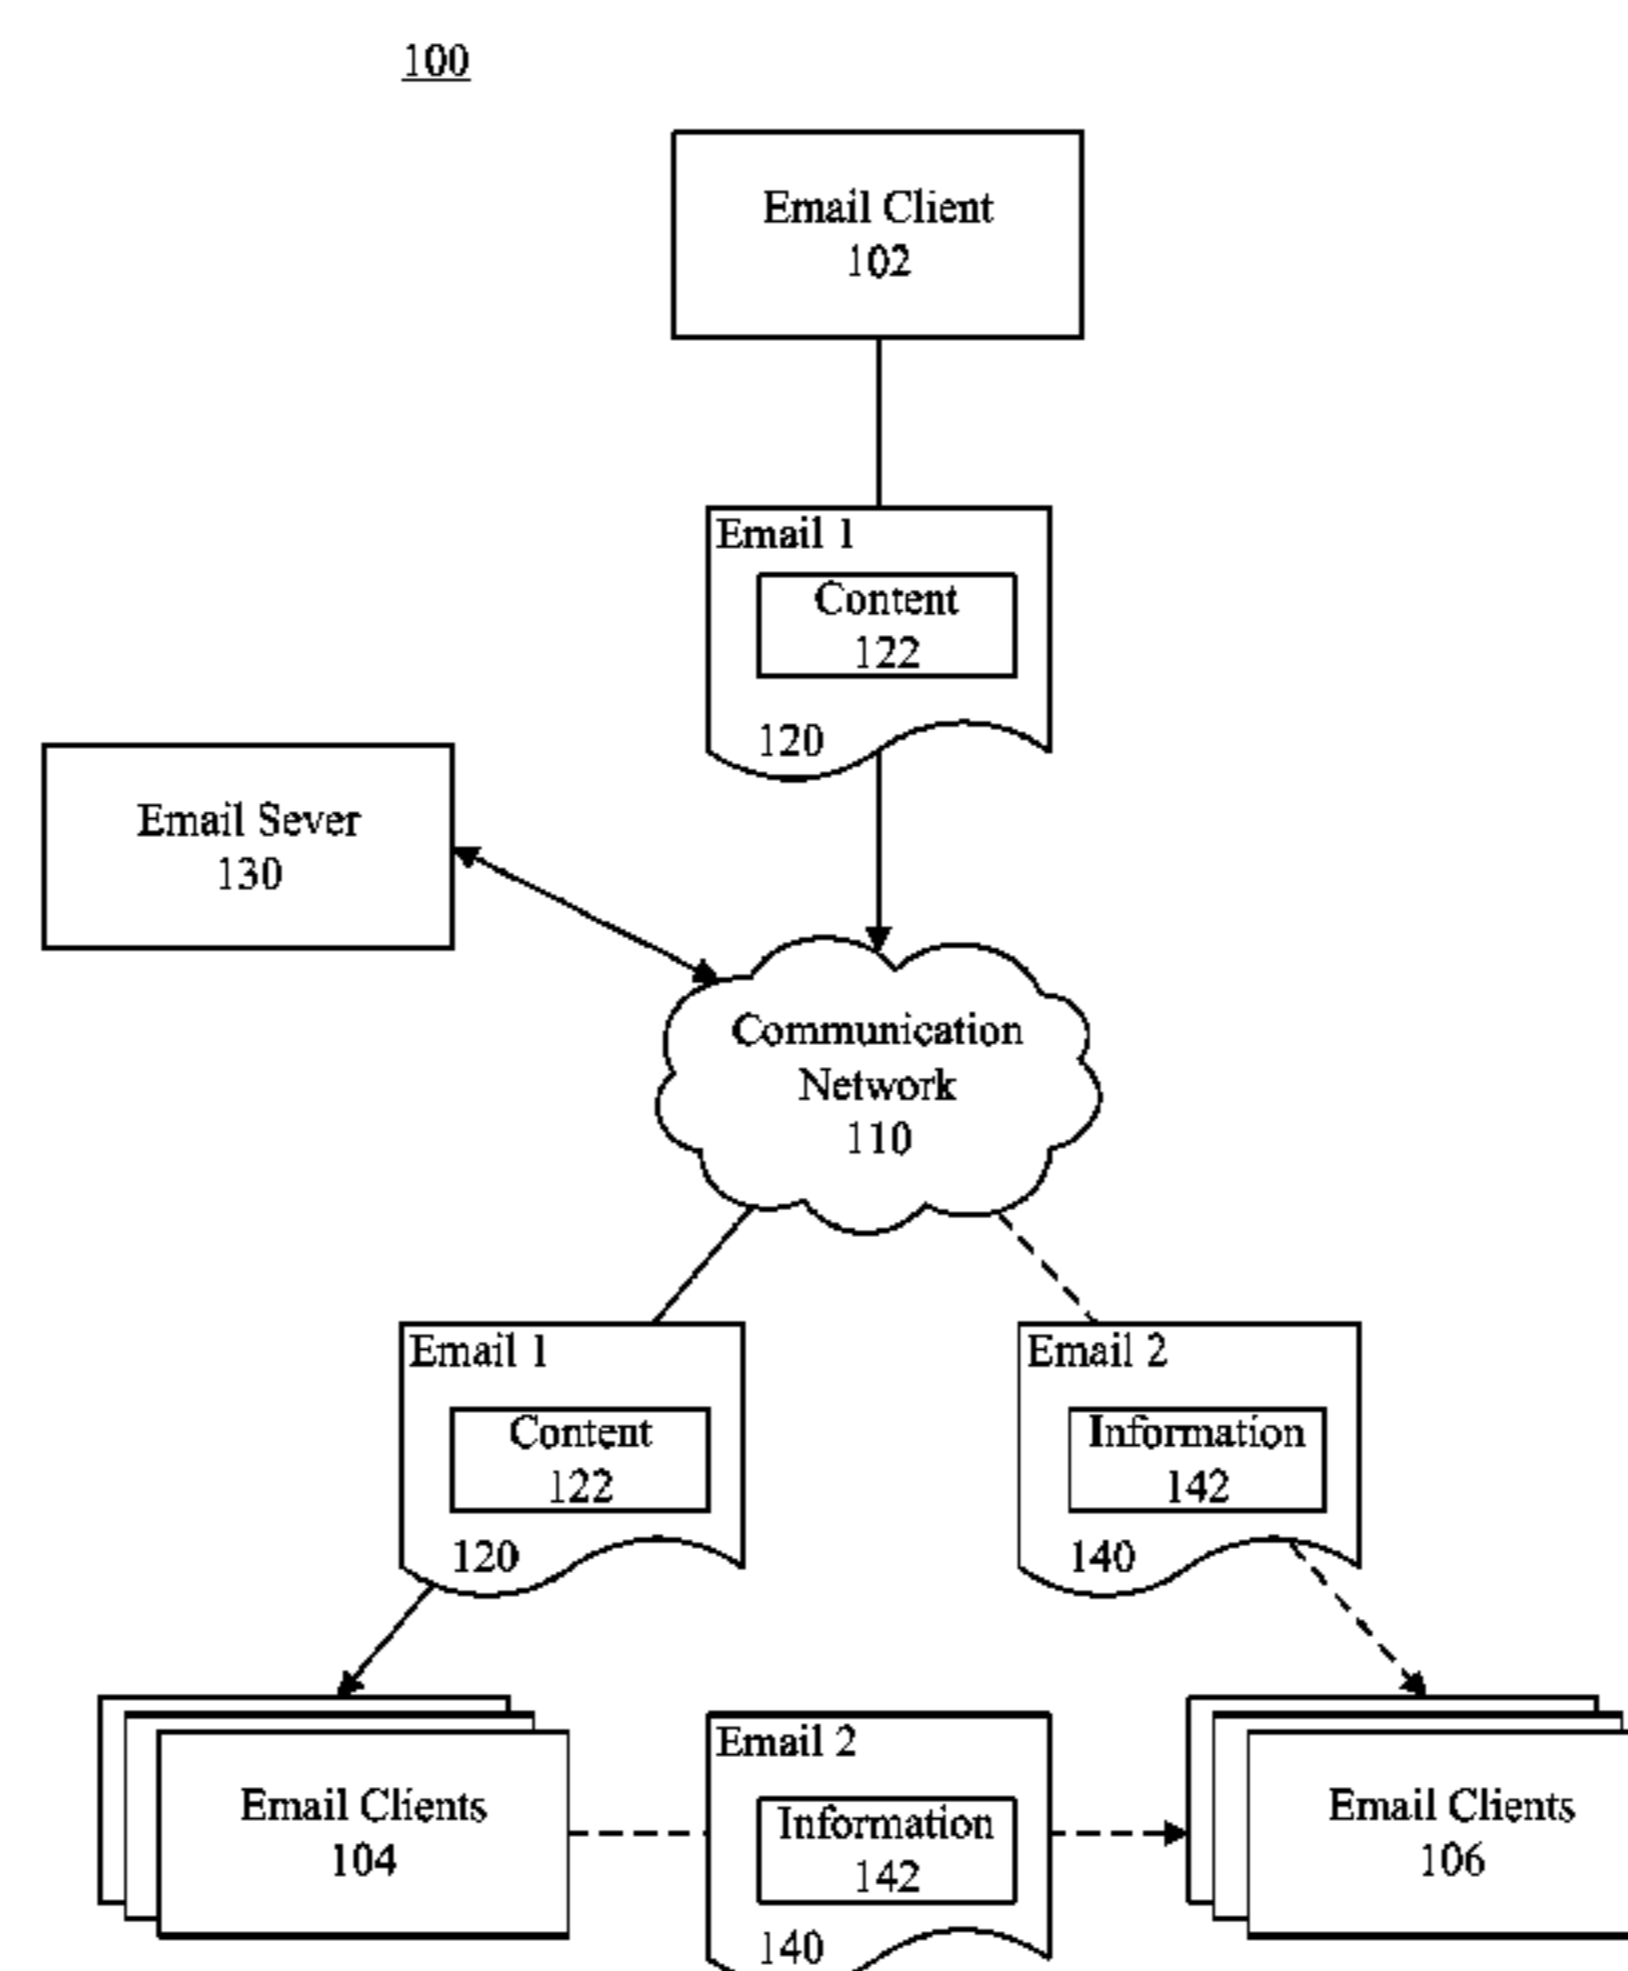 100
Email Client
102
Email 1
Content
122
120
Email Sever
130
Communication
Network
110
Email 1
Content
122
120
Email 2
Information
142
140
Email Clients
104
Email 2
Information
142
140
Email Clients
106